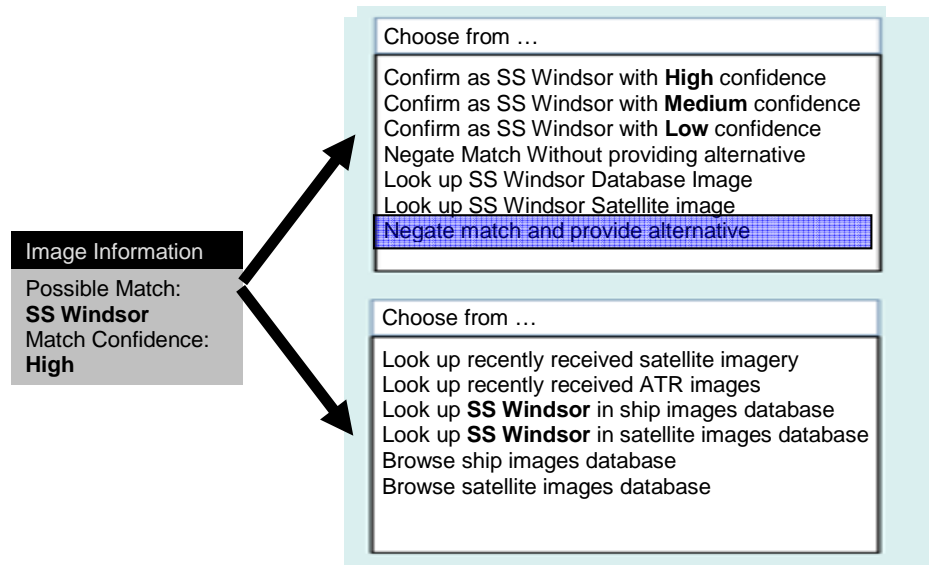 Image Information
Possible Match:
SS Windsor
Match Confidence:
High
Choose from …
Confirm as SS Windsor with High confidence
Confirm as SS Windsor with Medium confidence
Confirm as SS Windsor with Low confidence
Negate Match Without providing alternative
Look up SS Windsor Database Image
Look up SS Windsor Satellite image
Negate match and provide alternative
Choose from …
Look up recently received satellite imagery
Look up recently received ATR images
Look up SS Windsor in ship images database
Look up SS Windsor in satellite images database
Browse ship images database
Browse satellite images database